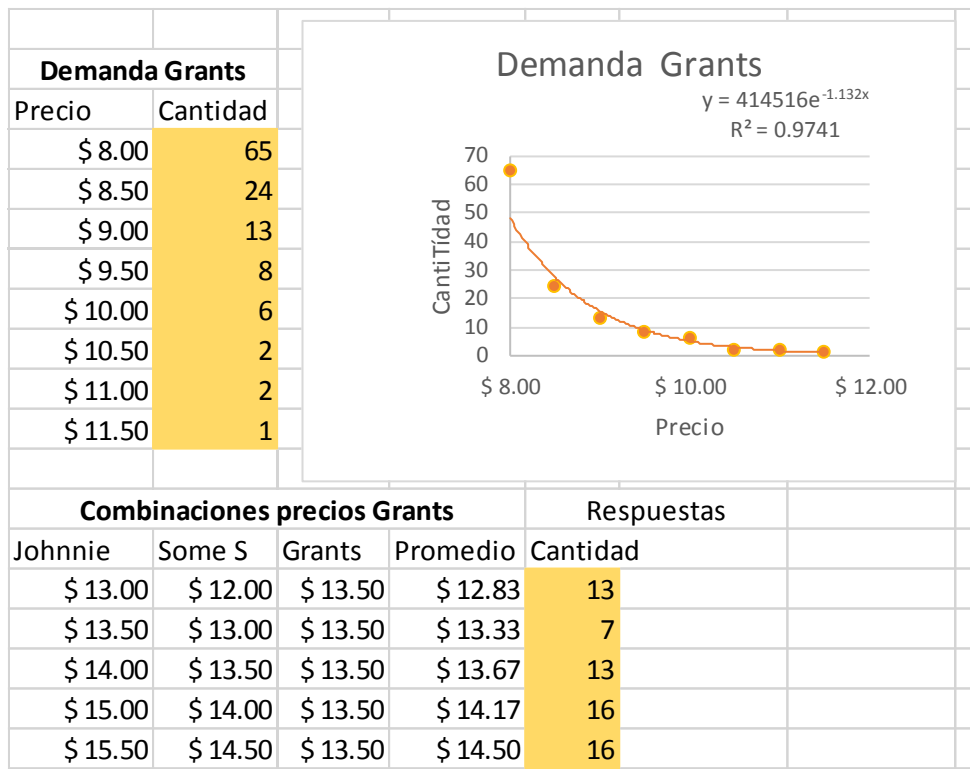 Demanda Grants
Precio Cantidad
$ 8.00 65
$ 8.50 24
$ 9.00 13
$ 9.50 8
$ 10.00 6
$ 10.50 2
$ 11.00 2
$ 11.50 1
Demanda Grants
y = 414516e^-1.132x
R² = 0.9741
70
60
50
40
30
20
10
0
CantiTídad
$ 8.00 $ 10.00 $ 12.00
Precio
Combinaciones precios Grants Respuestas
Johnnie Some S Grants Promedio Cantidad
$ 13.00 $ 12.00 $ 13.50 $ 12.83 13
$ 13.50 $ 13.00 $ 13.50 $ 13.33 7
$ 14.00 $ 13.50 $ 13.50 $ 13.67 13
$ 15.00 $ 14.00 $ 13.50 $ 14.17 16
$ 15.50 $ 14.50 $ 13.50 $ 14.50 16